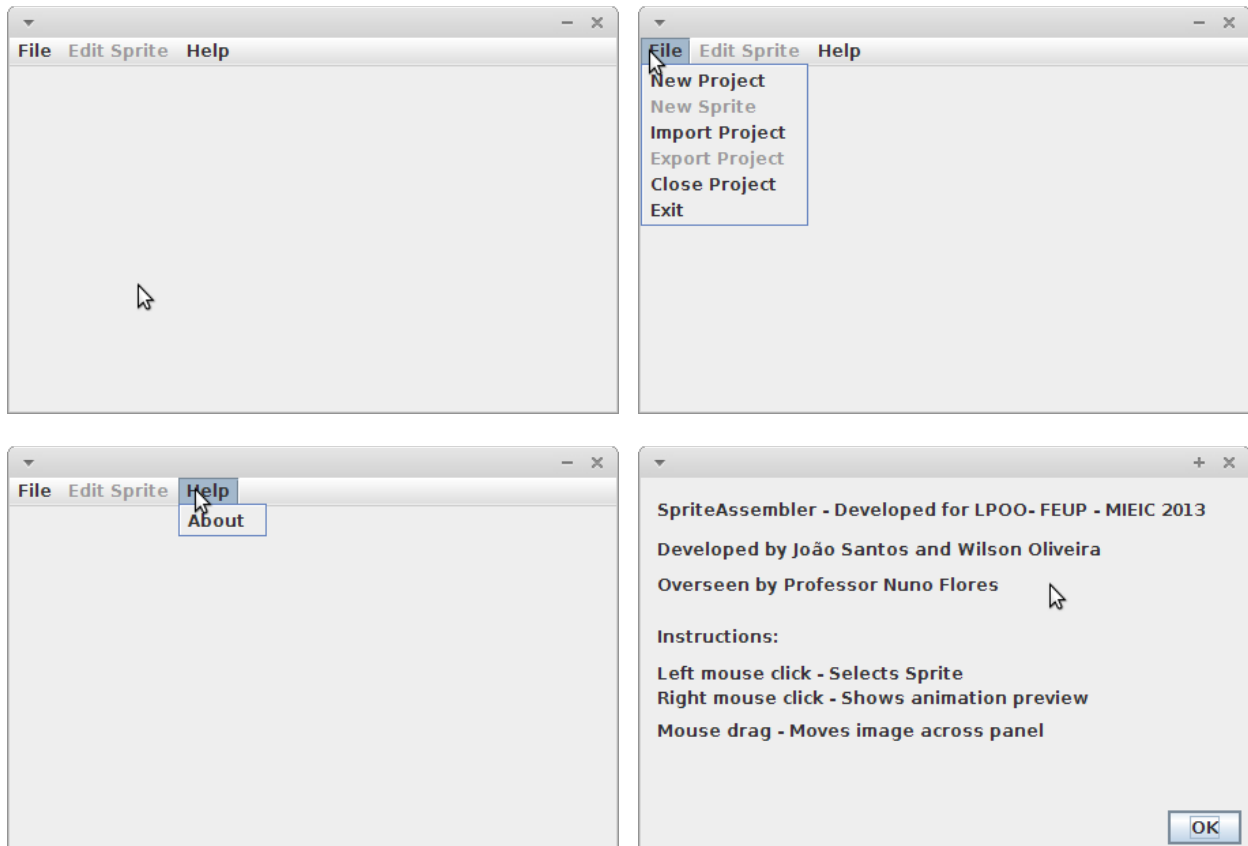 File Edit Sprite Help
File Edit Sprite Help
New Project
New Sprite
Import Project
Export Project
Close Project
Exit
File Edit Sprite Help
About
SpriteAssembler - Developed for LPOO- FEUP - MIEIC 2013
Developed by João Santos and Wilson Oliveira
Overseen by Professor Nuno Flores
Instructions:
Left mouse click - Selects Sprite
Right mouse click - Shows animation preview
Mouse drag - Moves image across panel
OK